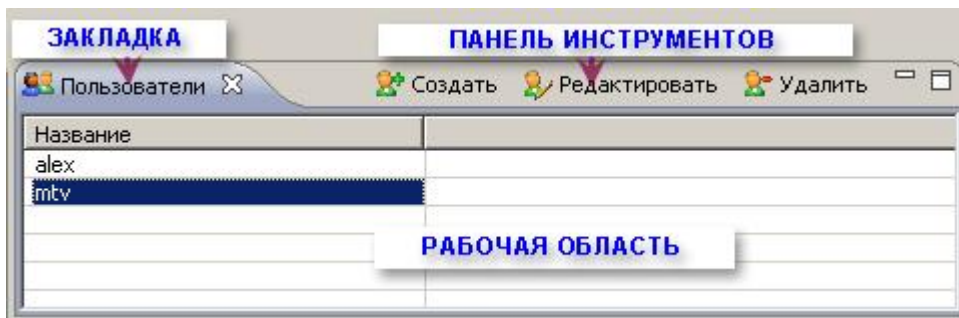 ЗАКЛАДКА ПАНЕЛЬ ИНСТРУМЕНТОВ
Пользователи Создать Редактировать Удалить
Название
alex
mtv
РАБОЧАЯ ОБЛАСТЬ